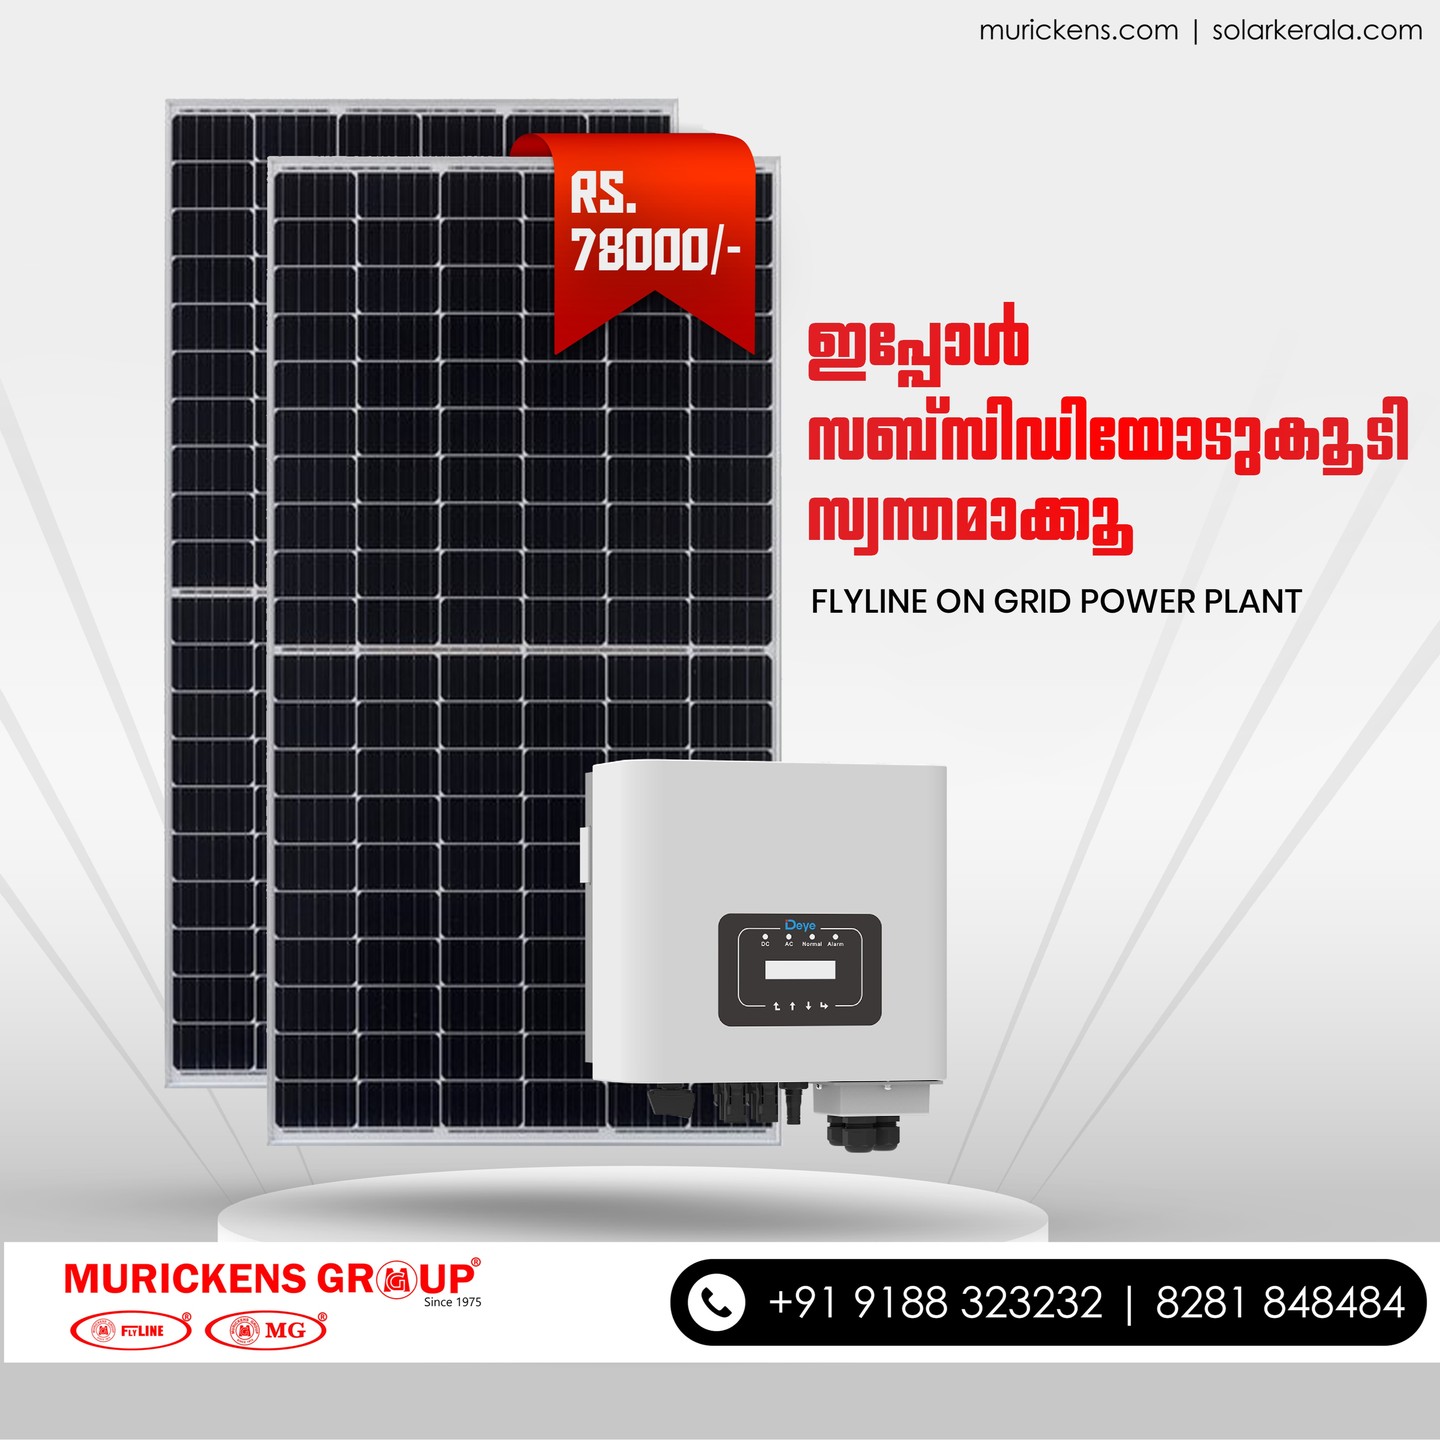 murickens.com | solarkerala.com
RS.
78000/-
ഇപ്പോൾ
സബ്സിഡിയോടുകൂടി
സ്വന്തമാക്കൂ
FLYLINE ON GRID POWER PLANT
Deye
DC AC Normal Alarm
MURICKENS GROUP®
Since 1975
FLYLINE® MG®
+91 9188 323232 | 8281 848484